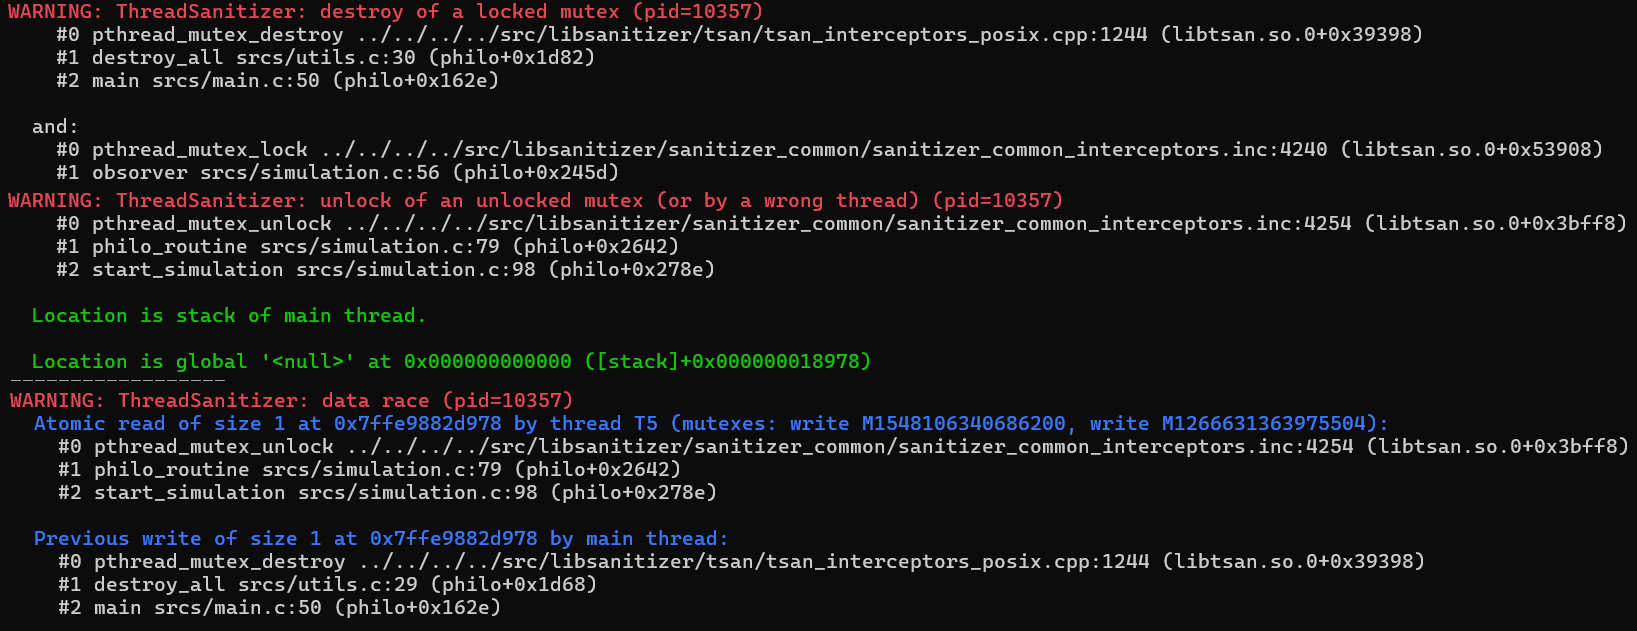 WARNING: ThreadSanitizer: destroy of a locked mutex (pid=10357)
#0 pthread_mutex_destroy ../../../../src/libsanitizer/tsan/tsan_interceptors_posix.cpp:1244 (libtsan.so.0+0x39398)
#1 destroy_all srcs/utils.c:30 (philo+0x1d82)
#2 main srcs/main.c:50 (philo+0x162e)
and:
#0 pthread_mutex_lock ../../../../src/libsanitizer/sanitizer_common/sanitizer_common_interceptors.inc:4240 (libtsan.so.0+0x53908)
#1 obsorver srcs/simulation.c:56 (philo+0x245d)
WARNING: ThreadSanitizer: unlock of an unlocked mutex (or by a wrong thread) (pid=10357)
#0 pthread_mutex_unlock ../../../../src/libsanitizer/sanitizer_common/sanitizer_common_interceptors.inc:4254 (libtsan.so.0+0x3bff8)
#1 philo_routine srcs/simulation.c:79 (philo+0x2642)
#2 start_simulation srcs/simulation.c:98 (philo+0x278e)
Location is stack of main thread.
Location is global '<null>' at 0x000000000000 ([stack]+0x000000018978)
------------------
WARNING: ThreadSanitizer: data race (pid=10357)
Atomic read of size 1 at 0x7ffe9882d978 by thread T5 (mutexes: write M1548106340686200, write M1266631363975504):
#0 pthread_mutex_unlock ../../../../src/libsanitizer/sanitizer_common/sanitizer_common_interceptors.inc:4254 (libtsan.so.0+0x3bff8)
#1 philo_routine srcs/simulation.c:79 (philo+0x2642)
#2 start_simulation srcs/simulation.c:98 (philo+0x278e)
Previous write of size 1 at 0x7ffe9882d978 by main thread:
#0 pthread_mutex_destroy ../../../../src/libsanitizer/tsan/tsan_interceptors_posix.cpp:1244 (libtsan.so.0+0x39398)
#1 destroy_all srcs/utils.c:29 (philo+0x1d68)
#2 main srcs/main.c:50 (philo+0x162e)